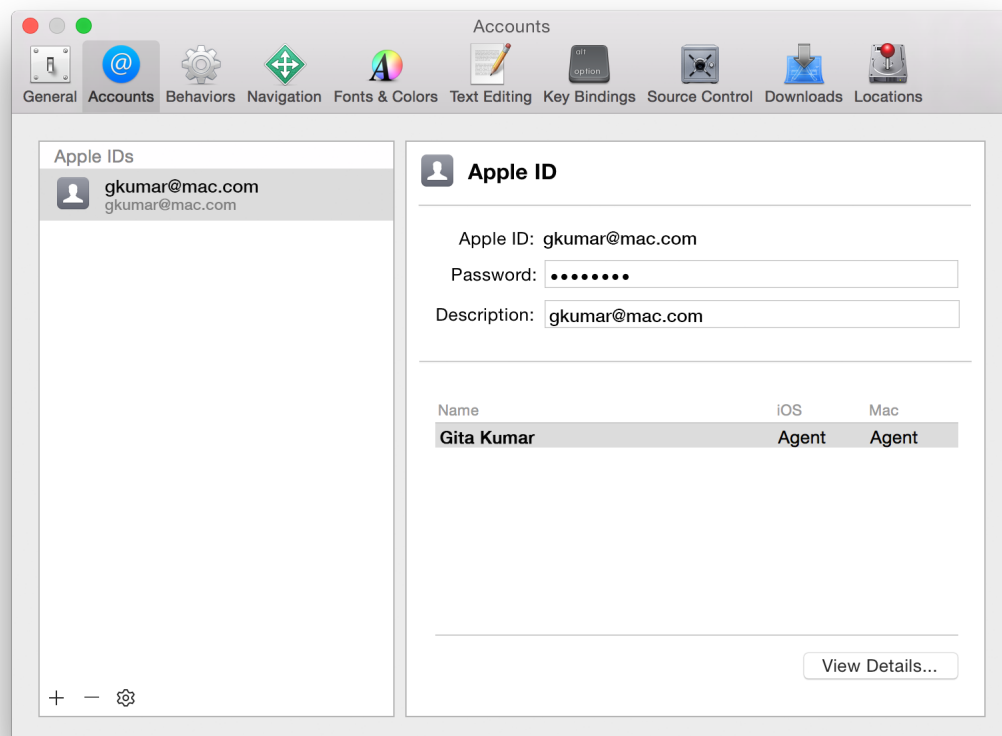 Accounts
General Accounts Behaviors Navigation Fonts & Colors Text Editing Key Bindings Source Control Downloads Locations
alt
option
Apple IDs
gkumar@mac.com
gkumar@mac.com
Apple ID
Apple ID: gkumar@mac.com
Password: ●●●●●●●●
Description: gkumar@mac.com
Name iOS Mac
Gita Kumar Agent Agent
View Details...